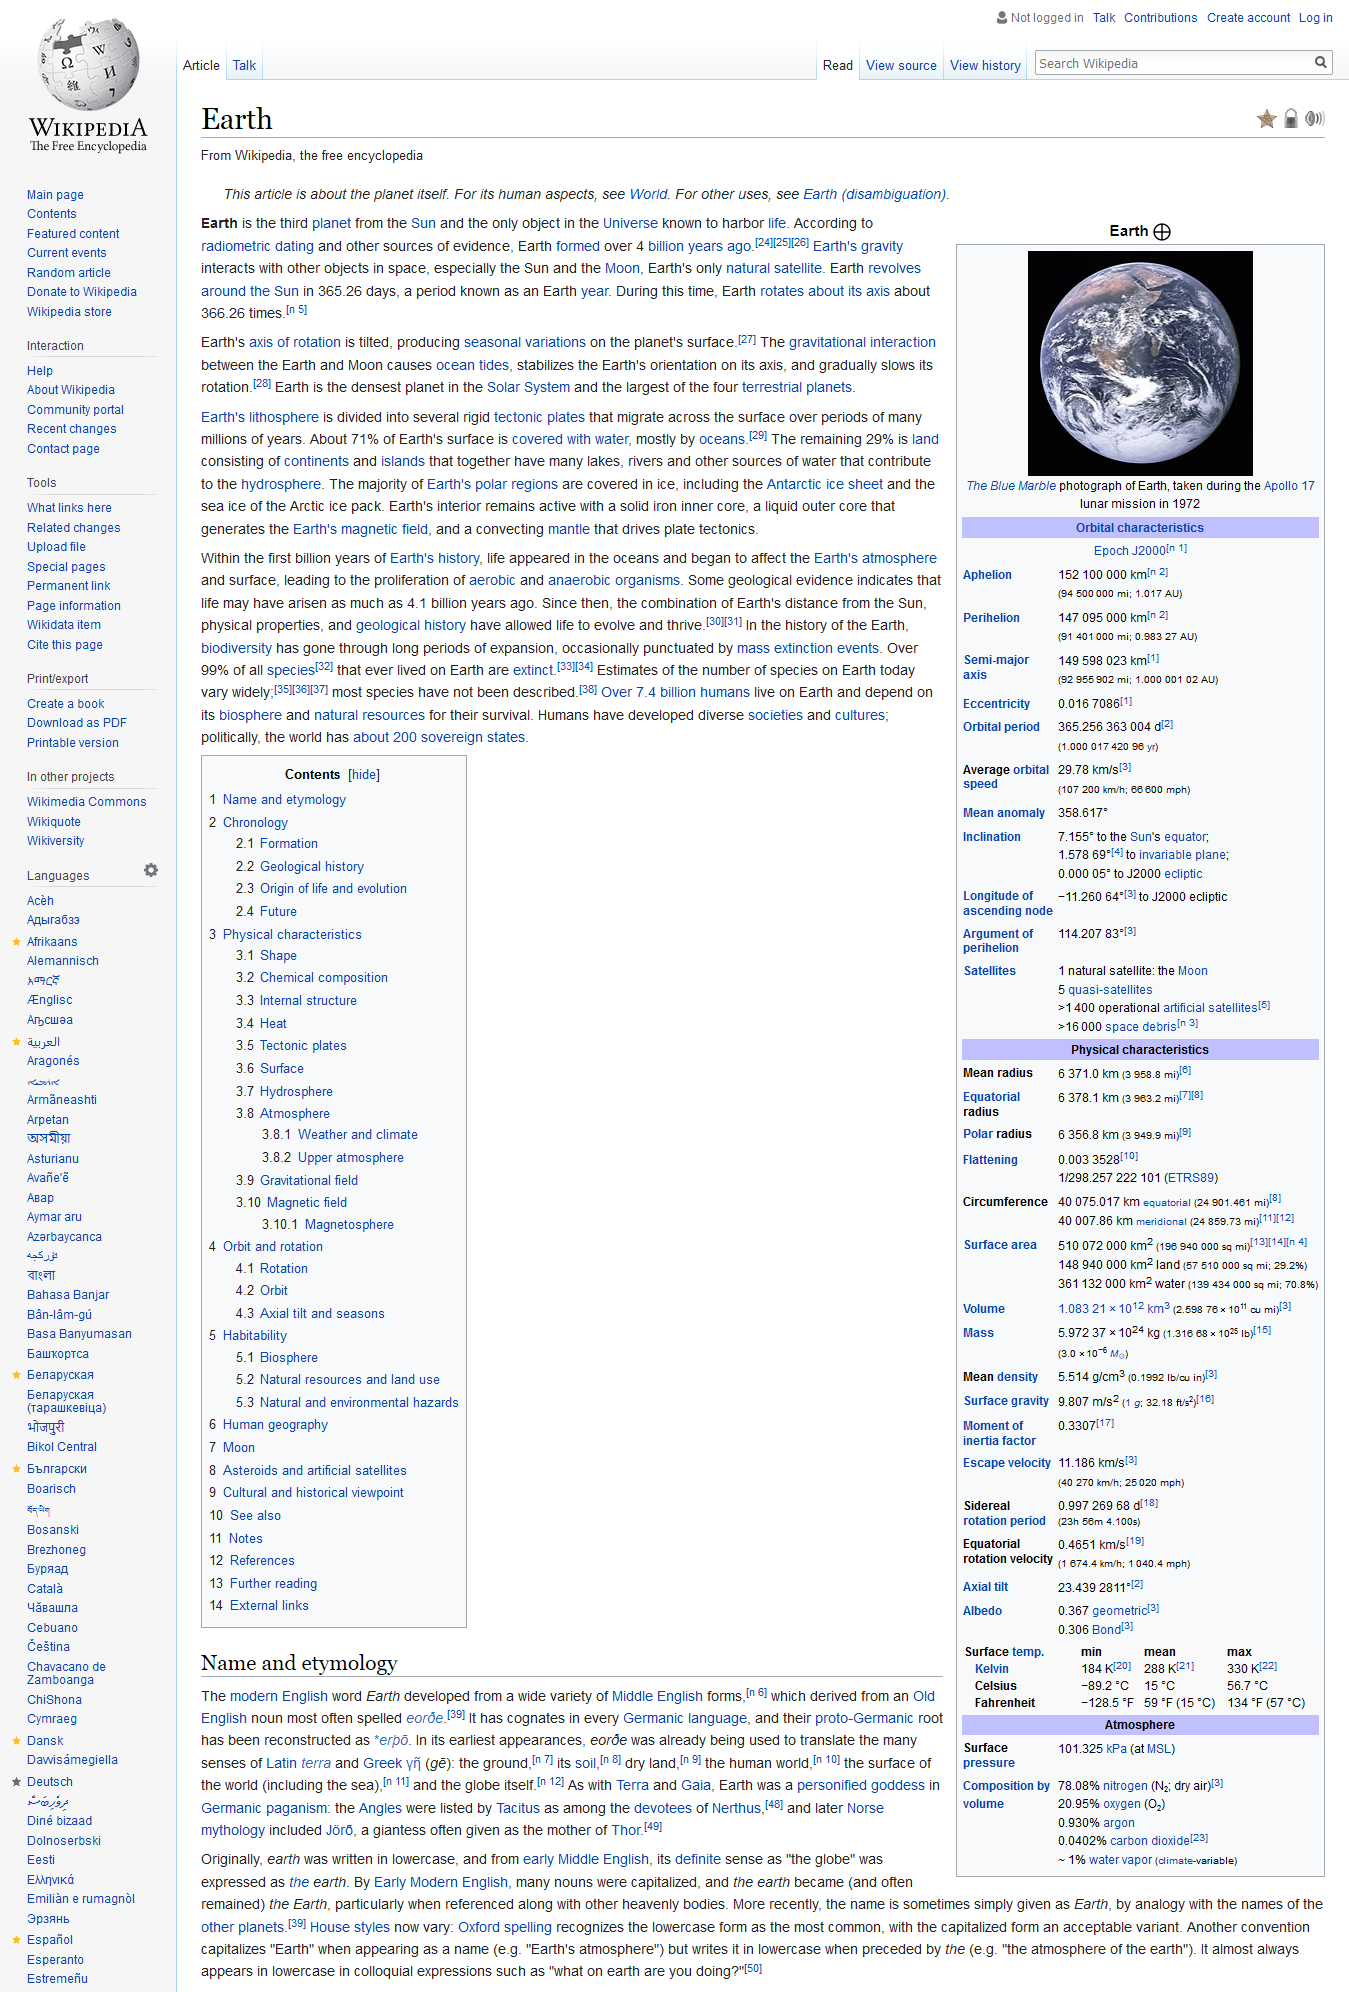 Not logged in Talk Contributions Create account Log in
Article Talk Read View source View history Search Wikipedia
WIKIPEDIA
The Free Encyclopedia
Main page
Contents
Featured content
Current events
Random article
Donate to Wikipedia
Wikipedia store
Interaction
Help
About Wikipedia
Community portal
Recent changes
Contact page
Tools
What links here
Related changes
Upload file
Special pages
Permanent link
Page information
Wikidata item
Cite this page
Print/export
Create a book
Download as PDF
Printable version
In other projects
Wikimedia Commons
Wikiquote
Wikiversity
Languages
Acèh
Адыгабзэ
Afrikaans
Alemannisch
አማርኛ
Ænglisc
Аҧсшәа
العربية
Aragonés
Armãneashti
Arpetan
অসমীয়া
Asturianu
Avañe'ẽ
Авар
Aymar aru
Azərbaycanca
تۆرکجه
বাংলা
Bahasa Banjar
Bân-lâm-gú
Basa Banyumasan
Башҡортса
Беларуская
Беларуская
(тарашкевіца)
भोजपुरी
Bikol Central
Български
Boarisch
བོད་ཡིག
Bosanski
Brezhoneg
Буряад
Català
Чӑвашла
Cebuano
Čeština
Chavacano de
Zamboanga
ChiShona
Cymraeg
Dansk
Davvisámegiella
Deutsch
ދިވެހިބަސް
Diné bizaad
Dolnoserbski
Eesti
Ελληνικά
Emiliàn e rumagnòl
Эрзянь
Español
Esperanto
Estremeñu
Earth
From Wikipedia, the free encyclopedia
This article is about the planet itself. For its human aspects, see World. For other uses, see Earth (disambiguation).
Earth is the third planet from the Sun and the only object in the Universe known to harbor life. According to
radiometric dating and other sources of evidence, Earth formed over 4 billion years ago.[24][25][26] Earth's gravity
interacts with other objects in space, especially the Sun and the Moon, Earth's only natural satellite. Earth revolves
around the Sun in 365.26 days, a period known as an Earth year. During this time, Earth rotates about its axis about
366.26 times.[n 5]
Earth's axis of rotation is tilted, producing seasonal variations on the planet's surface.[27] The gravitational interaction
between the Earth and Moon causes ocean tides, stabilizes the Earth's orientation on its axis, and gradually slows its
rotation.[28] Earth is the densest planet in the Solar System and the largest of the four terrestrial planets.
Earth's lithosphere is divided into several rigid tectonic plates that migrate across the surface over periods of many
millions of years. About 71% of Earth's surface is covered with water, mostly by oceans.[29] The remaining 29% is land
consisting of continents and islands that together have many lakes, rivers and other sources of water that contribute
to the hydrosphere. The majority of Earth's polar regions are covered in ice, including the Antarctic ice sheet and the
sea ice of the Arctic ice pack. Earth's interior remains active with a solid iron inner core, a liquid outer core that
generates the Earth's magnetic field, and a convecting mantle that drives plate tectonics.
Within the first billion years of Earth's history, life appeared in the oceans and began to affect the Earth's atmosphere
and surface, leading to the proliferation of aerobic and anaerobic organisms. Some geological evidence indicates that
life may have arisen as much as 4.1 billion years ago. Since then, the combination of Earth's distance from the Sun,
physical properties, and geological history have allowed life to evolve and thrive.[30][31] In the history of the Earth,
biodiversity has gone through long periods of expansion, occasionally punctuated by mass extinction events. Over
99% of all species[32] that ever lived on Earth are extinct.[33][34] Estimates of the number of species on Earth today
vary widely;[35][36][37] most species have not been described.[38] Over 7.4 billion humans live on Earth and depend on
its biosphere and natural resources for their survival. Humans have developed diverse societies and cultures;
politically, the world has about 200 sovereign states.
Contents [hide]
1 Name and etymology
2 Chronology
2.1 Formation
2.2 Geological history
2.3 Origin of life and evolution
2.4 Future
3 Physical characteristics
3.1 Shape
3.2 Chemical composition
3.3 Internal structure
3.4 Heat
3.5 Tectonic plates
3.6 Surface
3.7 Hydrosphere
3.8 Atmosphere
3.8.1 Weather and climate
3.8.2 Upper atmosphere
3.9 Gravitational field
3.10 Magnetic field
3.10.1 Magnetosphere
4 Orbit and rotation
4.1 Rotation
4.2 Orbit
4.3 Axial tilt and seasons
5 Habitability
5.1 Biosphere
5.2 Natural resources and land use
5.3 Natural and environmental hazards
6 Human geography
7 Moon
8 Asteroids and artificial satellites
9 Cultural and historical viewpoint
10 See also
11 Notes
12 References
13 Further reading
14 External links
Earth ⨁
The Blue Marble photograph of Earth, taken during the Apollo 17
lunar mission in 1972
Orbital characteristics
Epoch J2000[n 1]
Aphelion 152 100 000 km[n 2]
(94 500 000 mi; 1.017 AU)
Perihelion 147 095 000 km[n 2]
(91 401 000 mi; 0.983 27 AU)
Semi-major axis 149 598 023 km[1]
(92 955 902 mi; 1.000 001 02 AU)
Eccentricity 0.016 7086[1]
Orbital period 365.256 363 004 d[2]
(1.000 017 420 96 yr)
Average orbital speed 29.78 km/s[3]
(107 200 km/h; 66 600 mph)
Mean anomaly 358.617°
Inclination 7.155° to the Sun's equator;
1.578 69°[4] to invariable plane;
0.000 05° to J2000 ecliptic
Longitude of ascending node −11.260 64°[3] to J2000 ecliptic
Argument of perihelion 114.207 83°[3]
Satellites 1 natural satellite: the Moon
5 quasi-satellites
>1 400 operational artificial satellites[5]
>16 000 space debris[n 3]
Physical characteristics
Mean radius 6 371.0 km (3 958.8 mi)[6]
Equatorial radius 6 378.1 km (3 963.2 mi)[7][8]
Polar radius 6 356.8 km (3 949.9 mi)[9]
Flattening 0.003 3528[10]
1/298.257 222 101 (ETRS89)
Circumference 40 075.017 km equatorial (24 901.461 mi)[8]
40 007.86 km meridional (24 859.73 mi)[11][12]
Surface area 510 072 000 km² (196 940 000 sq mi)[13][14][n 4]
148 940 000 km² land (57 510 000 sq mi; 29.2%)
361 132 000 km² water (139 434 000 sq mi; 70.8%)
Volume 1.083 21 × 10¹² km³ (2.598 76 × 10¹¹ cu mi)[3]
Mass 5.972 37 × 10²⁴ kg (1.316 68 × 10²⁵ lb)[15]
(3.0 × 10⁻⁶ M☉)
Mean density 5.514 g/cm³ (0.1992 lb/cu in)[3]
Surface gravity 9.807 m/s² (1 g; 32.18 ft/s²)[16]
Moment of inertia factor 0.3307[17]
Escape velocity 11.186 km/s[3]
(40 270 km/h; 25 020 mph)
Sidereal rotation period 0.997 269 68 d[18]
(23h 56m 4.100s)
Equatorial rotation velocity 0.4651 km/s[19]
(1 674.4 km/h; 1 040.4 mph)
Axial tilt 23.439 2811°[2]
Albedo 0.367 geometric[3]
0.306 Bond[3]
Surface temp. min mean max
Kelvin 184 K[20] 288 K[21] 330 K[22]
Celsius −89.2 °C 15 °C 56.7 °C
Fahrenheit −128.5 °F 59 °F (15 °C) 134 °F (57 °C)
Atmosphere
Surface pressure 101.325 kPa (at MSL)
Composition by volume 78.08% nitrogen (N₂; dry air)[3]
20.95% oxygen (O₂)
0.930% argon
0.0402% carbon dioxide[23]
~ 1% water vapor (climate-variable)
Name and etymology
The modern English word Earth developed from a wide variety of Middle English forms,[n 6] which derived from an Old
English noun most often spelled eorðe.[39] It has cognates in every Germanic language, and their proto-Germanic root
has been reconstructed as *erþō. In its earliest appearances, eorðe was already being used to translate the many
senses of Latin terra and Greek γῆ (gē): the ground,[n 7] its soil,[n 8] dry land,[n 9] the human world,[n 10] the surface of
the world (including the sea),[n 11] and the globe itself.[n 12] As with Terra and Gaia, Earth was a personified goddess in
Germanic paganism: the Angles were listed by Tacitus as among the devotees of Nerthus,[48] and later Norse
mythology included Jörð, a giantess often given as the mother of Thor.[49]
Originally, earth was written in lowercase, and from early Middle English, its definite sense as "the globe" was
expressed as the earth. By Early Modern English, many nouns were capitalized, and the earth became (and often
remained) the Earth, particularly when referenced along with other heavenly bodies. More recently, the name is sometimes simply given as Earth, by analogy with the names of the
other planets.[39] House styles now vary: Oxford spelling recognizes the lowercase form as the most common, with the capitalized form an acceptable variant. Another convention
capitalizes "Earth" when appearing as a name (e.g. "Earth's atmosphere") but writes it in lowercase when preceded by the (e.g. "the atmosphere of the earth"). It almost always
appears in lowercase in colloquial expressions such as "what on earth are you doing?"[50]